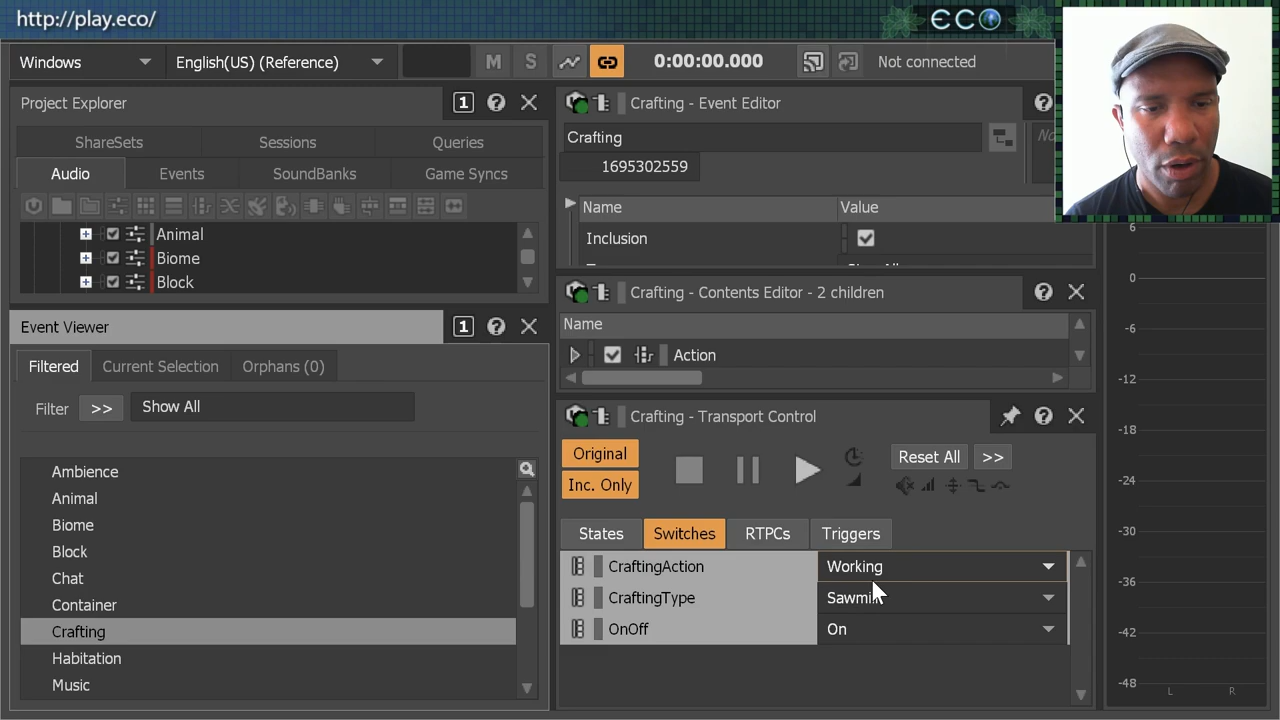 http://play.eco/
ECO
Windows
English(US) (Reference)
M
S
0:00:00.000
Not connected
Project Explorer
1
ShareSets
Sessions
Queries
Audio
Events
SoundBanks
Game Syncs
Animal
Biome
Block
Event Viewer
1
Filtered
Current Selection
Orphans (0)
Filter
>>
Show All
Ambience
Animal
Biome
Block
Chat
Container
Crafting
Habitation
Music
Crafting - Event Editor
Crafting
1695302559
Name
Value
Inclusion
Crafting - Contents Editor - 2 children
Name
Action
Crafting - Transport Control
Original
Inc. Only
Reset All
>>
States
Switches
RTPCs
Triggers
CraftingAction
Working
CraftingType
OnOff
On
6
0
-6
-12
-18
-24
-30
-36
-42
-48
L
R